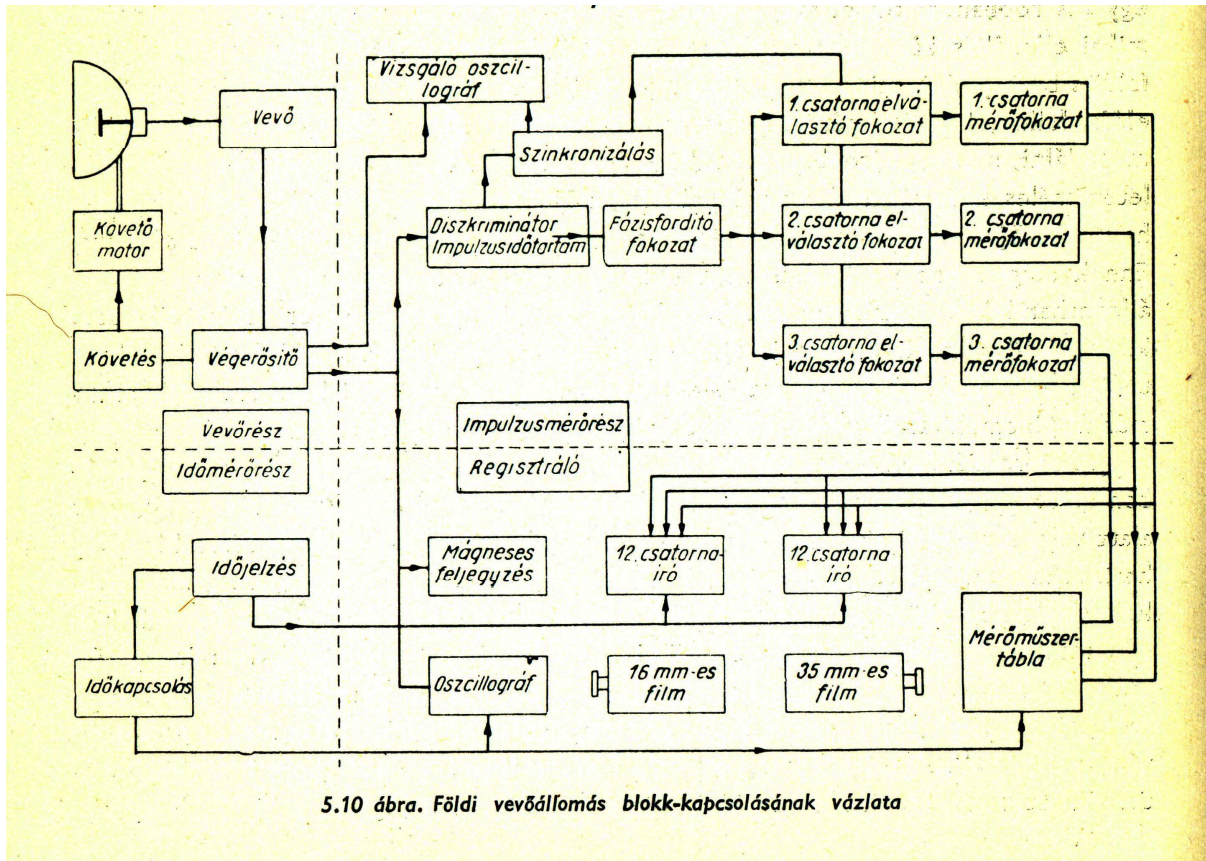 Vizsgáló oszcil-
lográf
Vevő
Szinkronizálás
1. csatorna elvá-
lasztó fokozat
1. csatorna
mérőfokozat
Követő
motor
Diszkriminátor
Impulzusidőtartam
Fázisfordító
fokozat
2. csatorna el-
választó fokozat
2. csatorna
mérőfokozat
Követés
Végerősítő
3. csatorna el-
választó fokozat
3. csatorna
mérőfokozat
Vevőrész
Időmérőrész
Impulzusmérőrész
Regisztráló
Időjelzés
Mágneses
feljegyzés
12. csatorna-
író
12. csatorna-
író
Időkapcsolás
Oszcillográf
16 mm-es
film
35 mm-es
film
Mérőműszer-
tábla
5.10 ábra. Földi vevőállomás blokk-kapcsolásának vázlata